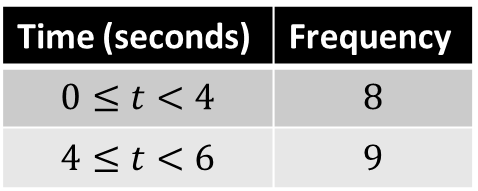 Time (seconds) Frequency
0 ≤ t < 4 8
4 ≤ t < 6 9